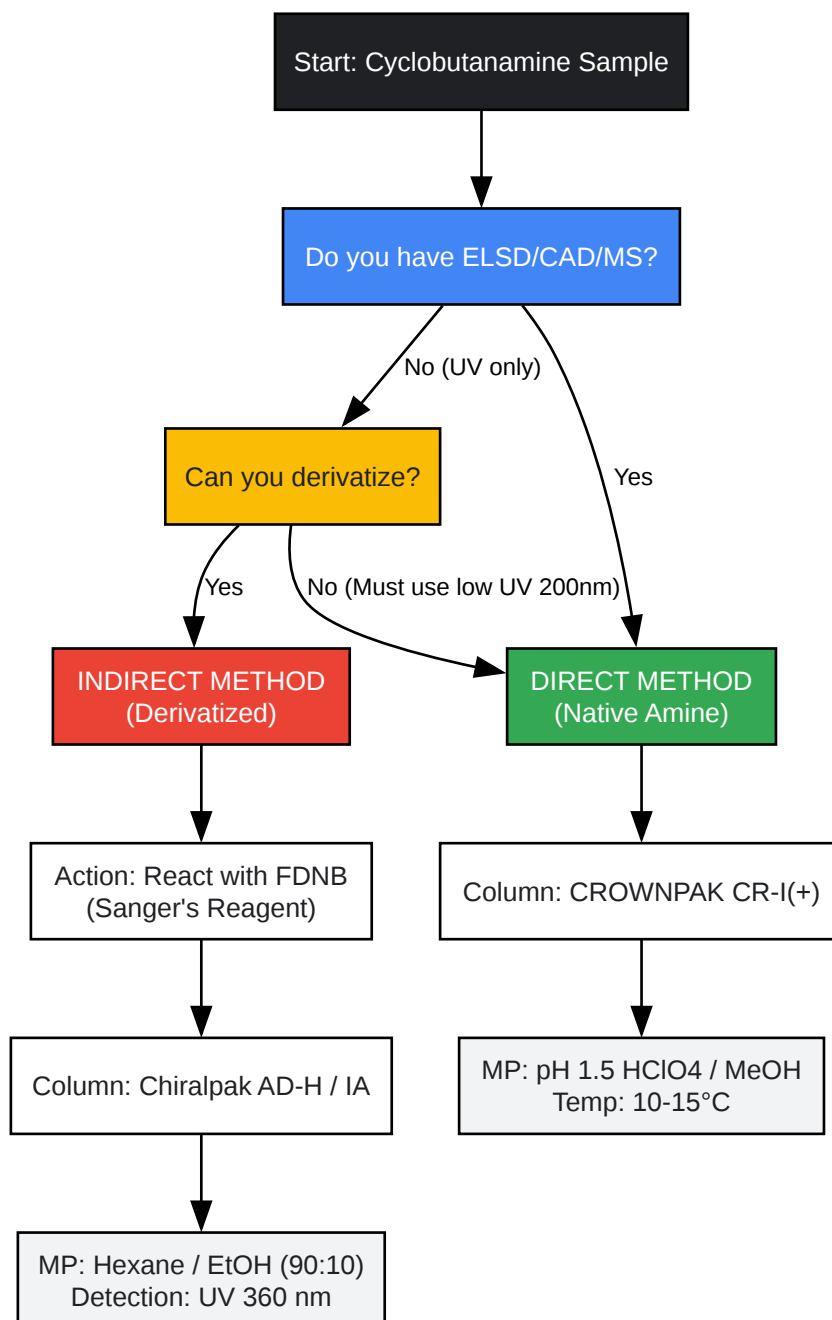 Start: Cyclobutanamine Sample
Do you have ELSD/CAD/MS?
No (UV only)
Can you derivatize?
Yes
Yes
No (Must use low UV 200nm)
INDIRECT METHOD
(Derivatized)
DIRECT METHOD
(Native Amine)
Action: React with FDNB
(Sanger's Reagent)
Column: CROWNPAK CR-I(+)
Column: Chiralpak AD-H / IA
MP: pH 1.5 HClO4 / MeOH
Temp: 10-15°C
MP: Hexane / EtOH (90:10)
Detection: UV 360 nm